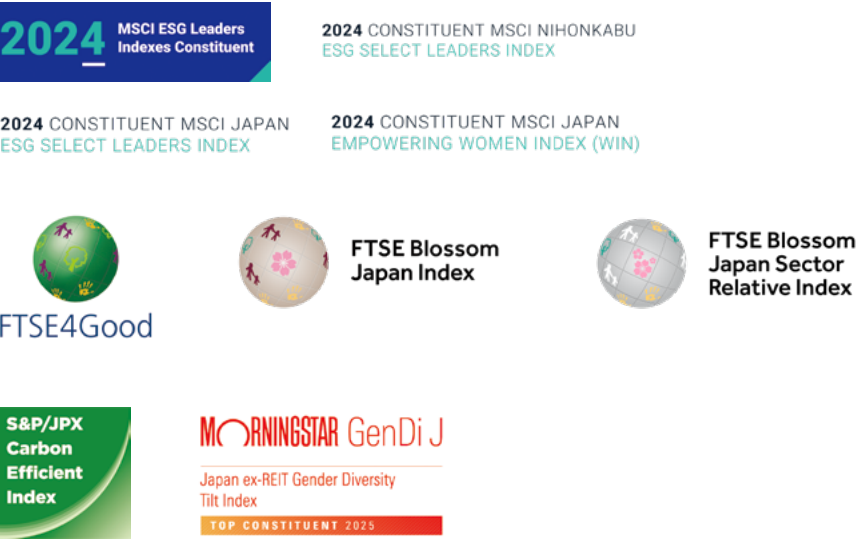 2024 MSCI ESG Leaders
Indexes Constituent
2024 CONSTITUENT MSCI NIHONKABU
ESG SELECT LEADERS INDEX
2024 CONSTITUENT MSCI JAPAN
ESG SELECT LEADERS INDEX
2024 CONSTITUENT MSCI JAPAN
EMPOWERING WOMEN INDEX (WIN)
FTSE4Good
FTSE Blossom
Japan Index
FTSE Blossom
Japan Sector
Relative Index
S&P/JPX
Carbon
Efficient
Index
MORNINGSTAR GenDi J
Japan ex-REIT Gender Diversity
Tilt Index
TOP CONSTITUENT 2025